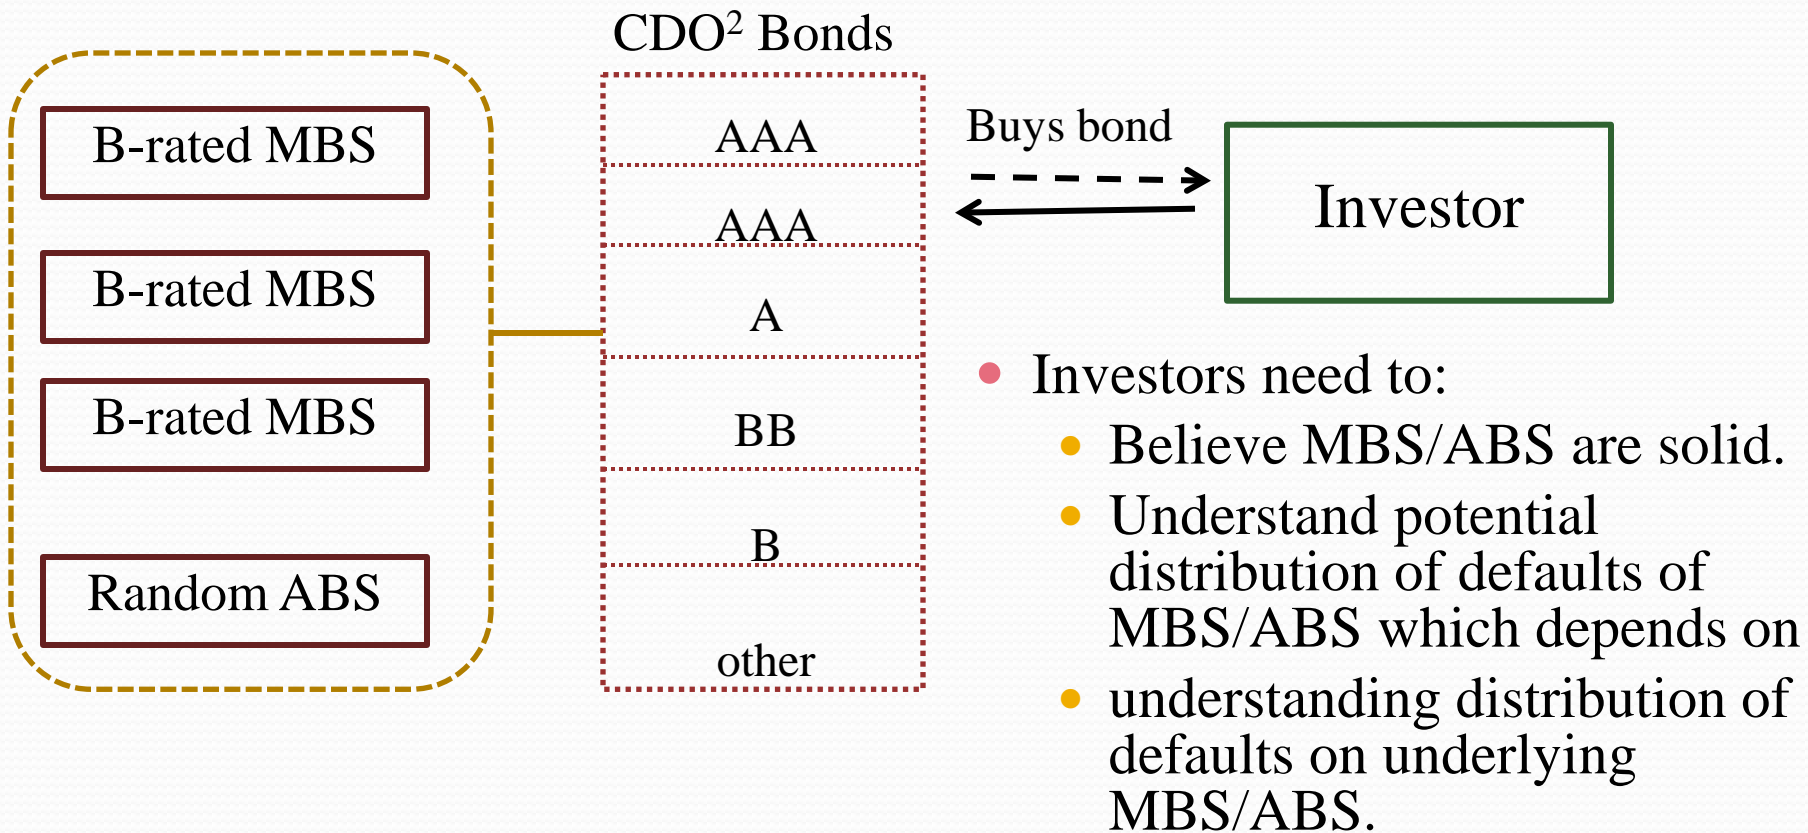 CDO² Bonds
B-rated MBS
B-rated MBS
B-rated MBS
Random ABS
AAA
AAA
A
BB
B
other
Buys bond
Investor
• Investors need to:
• Believe MBS/ABS are solid.
• Understand potential
distribution of defaults of
MBS/ABS which depends on
• understanding distribution of
defaults on underlying
MBS/ABS.